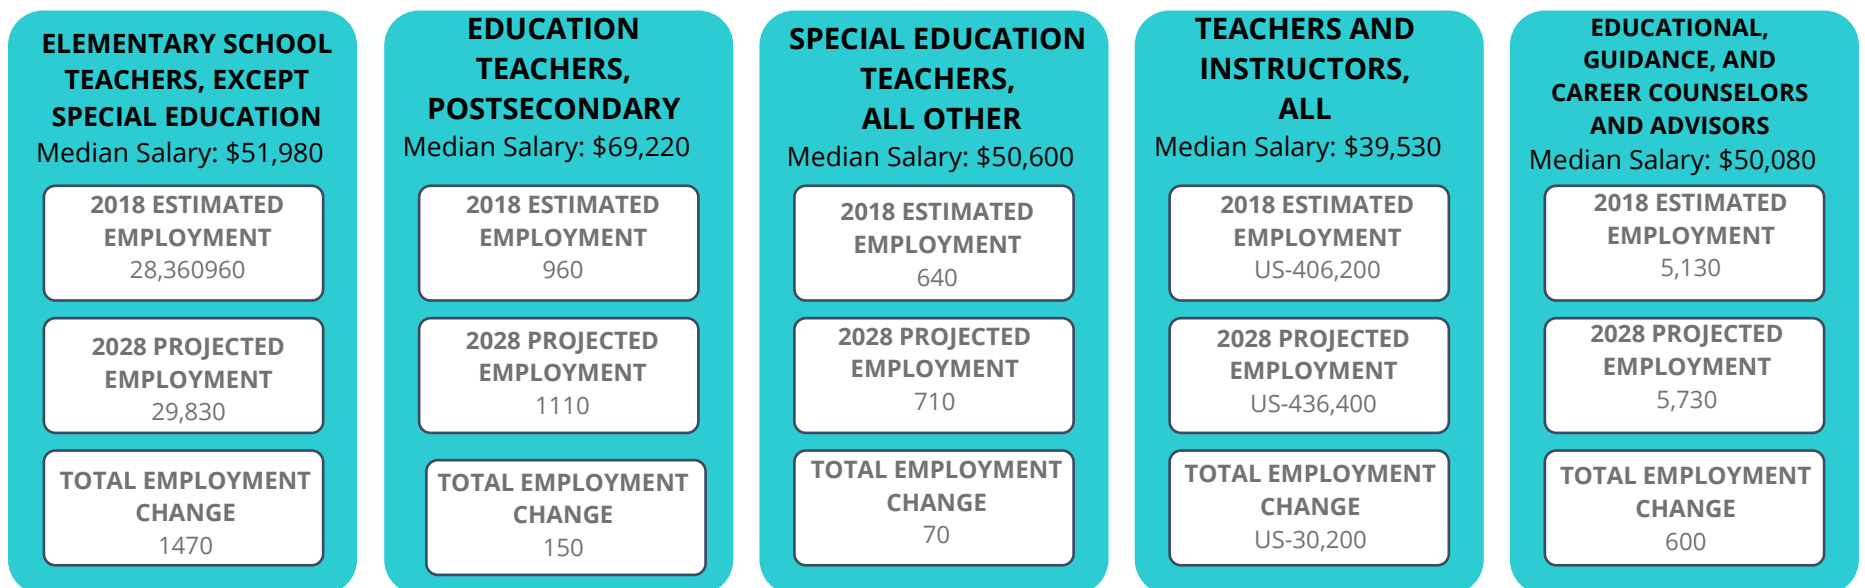 ELEMENTARY SCHOOL
TEACHERS, EXCEPT
SPECIAL EDUCATION
Median Salary: $51,980
2018 ESTIMATED
EMPLOYMENT
28,360960
2028 PROJECTED
EMPLOYMENT
29,830
TOTAL EMPLOYMENT
CHANGE
1470
EDUCATION
TEACHERS,
POSTSECONDARY
Median Salary: $69,220
2018 ESTIMATED
EMPLOYMENT
960
2028 PROJECTED
EMPLOYMENT
1110
TOTAL EMPLOYMENT
CHANGE
150
SPECIAL EDUCATION
TEACHERS,
ALL OTHER
Median Salary: $50,600
2018 ESTIMATED
EMPLOYMENT
640
2028 PROJECTED
EMPLOYMENT
710
TOTAL EMPLOYMENT
CHANGE
70
TEACHERS AND
INSTRUCTORS,
ALL
Median Salary: $39,530
2018 ESTIMATED
EMPLOYMENT
US-406,200
2028 PROJECTED
EMPLOYMENT
US-436,400
TOTAL EMPLOYMENT
CHANGE
US-30,200
EDUCATIONAL,
GUIDANCE, AND
CAREER COUNSELORS
AND ADVISORS
Median Salary: $50,080
2018 ESTIMATED
EMPLOYMENT
5,130
2028 PROJECTED
EMPLOYMENT
5,730
TOTAL EMPLOYMENT
CHANGE
600